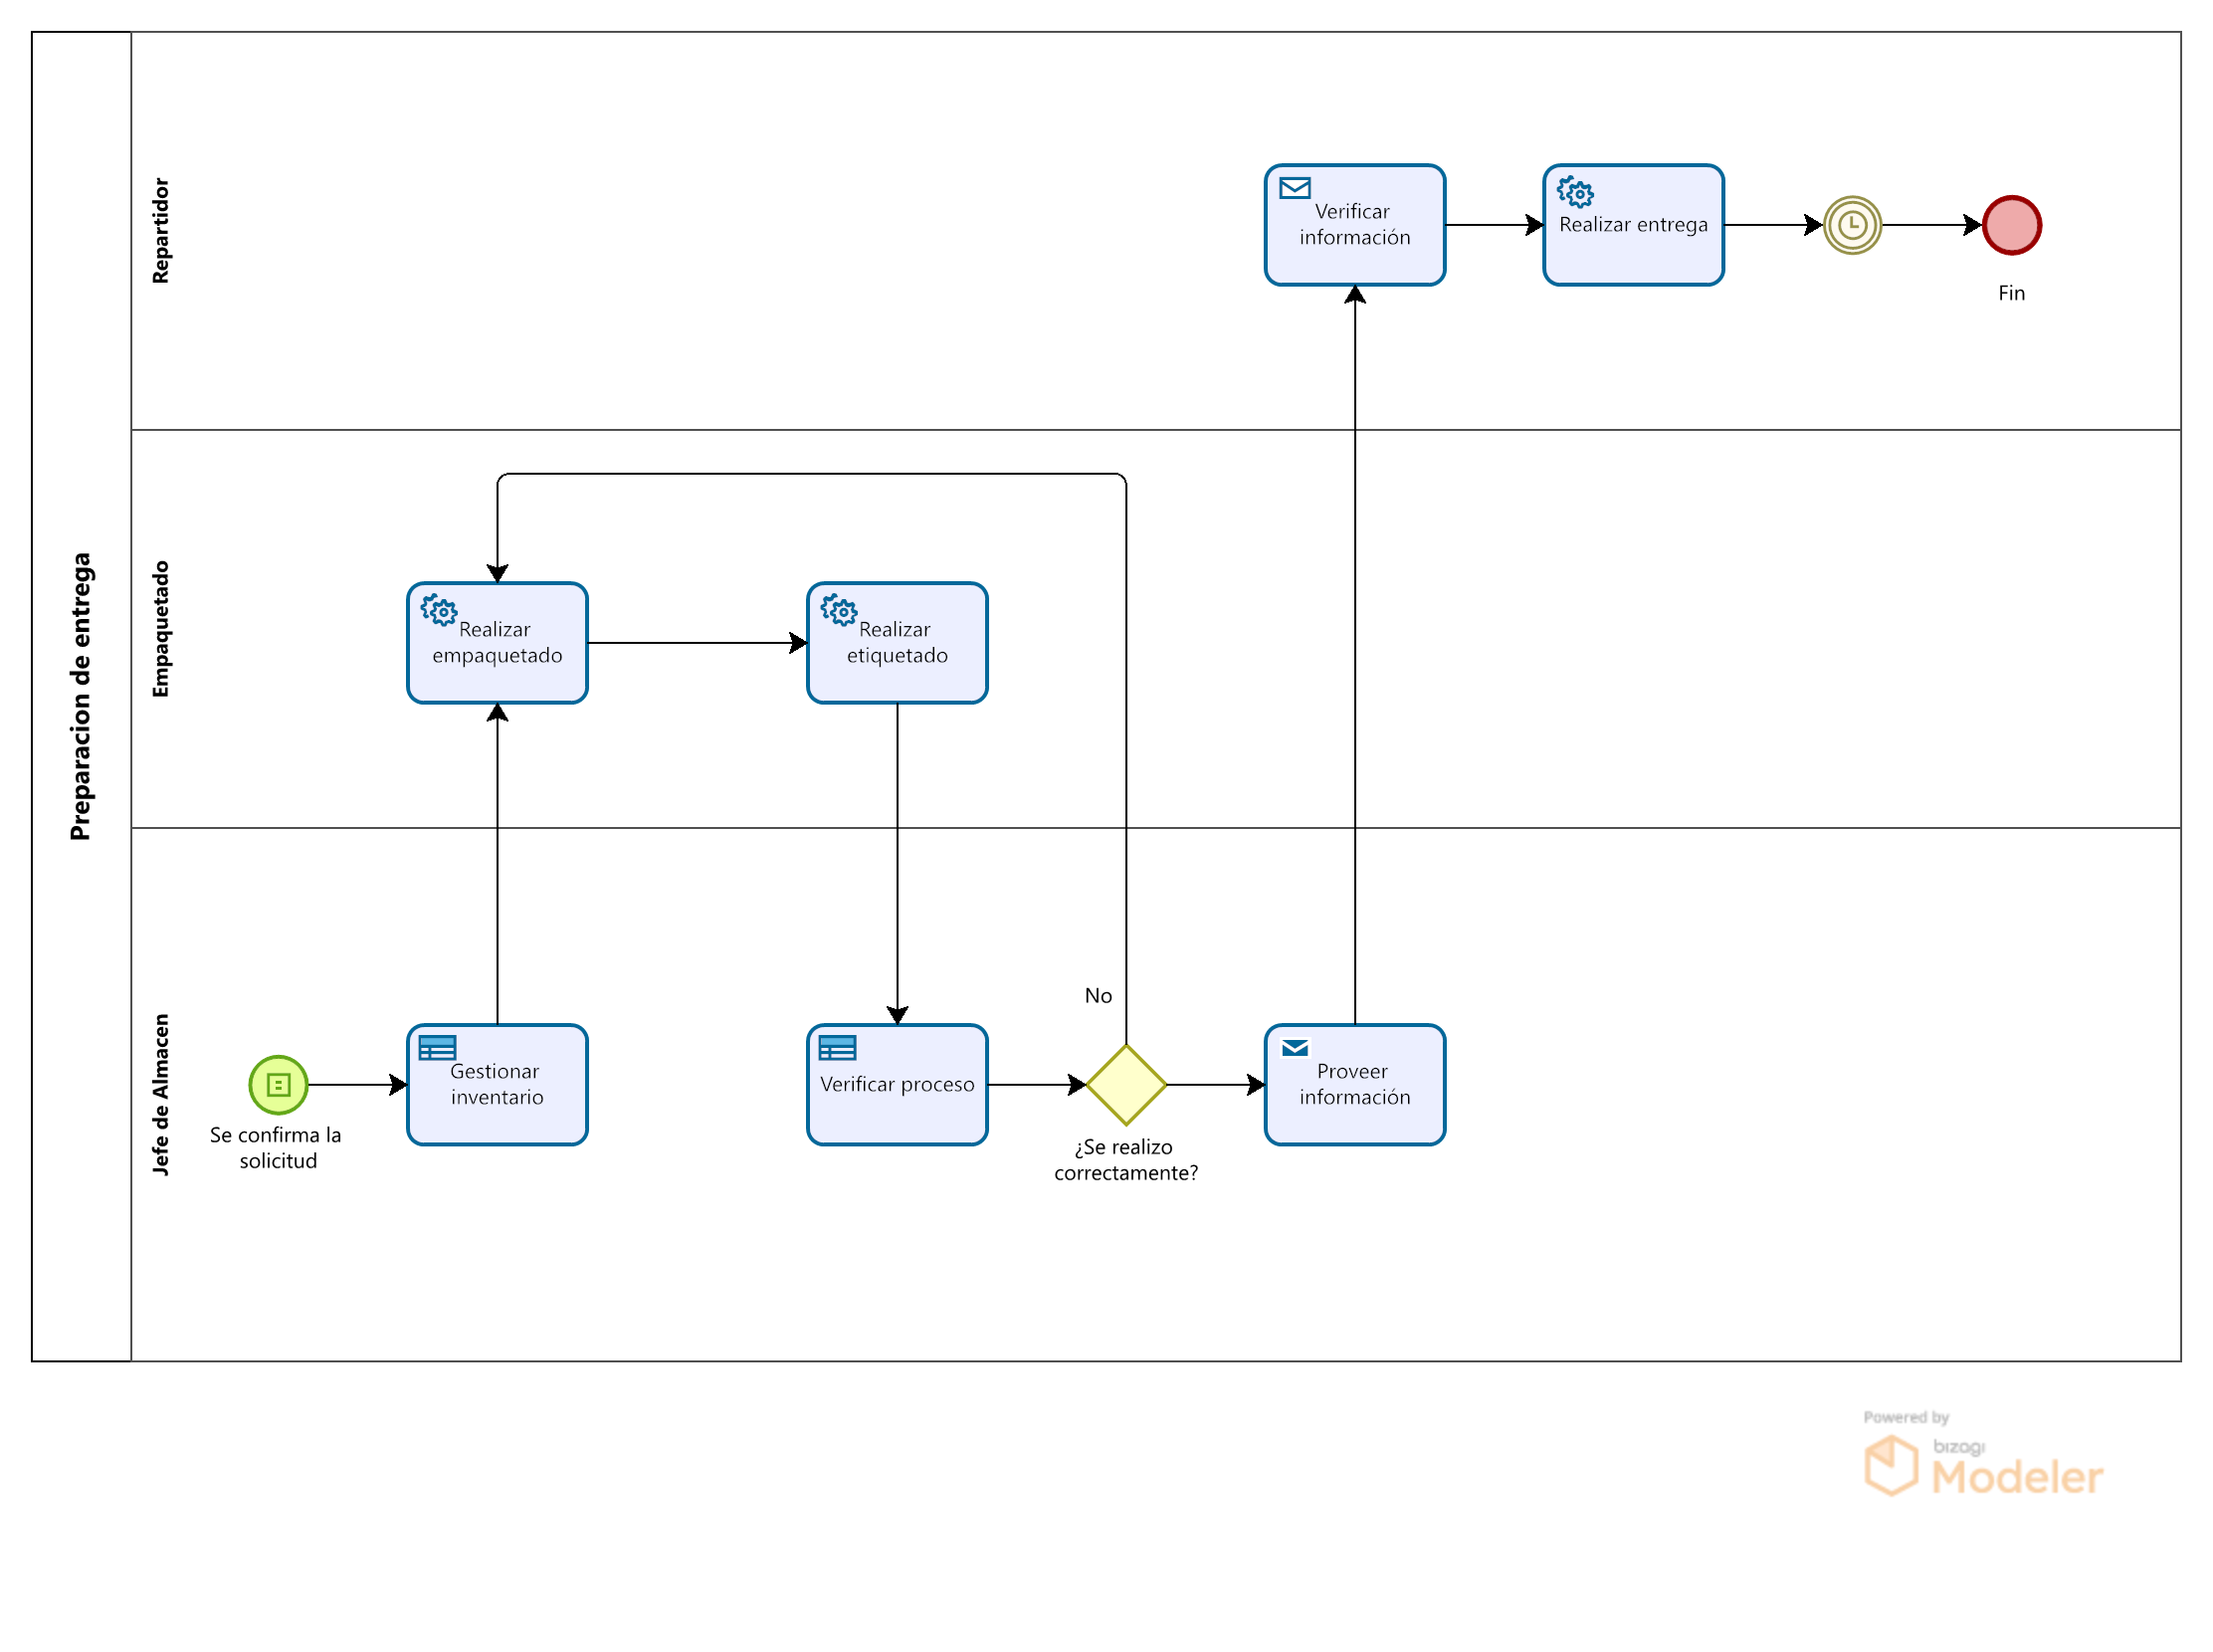 Preparacion de entrega
Repartidor
Verificar
información
Realizar entrega
Fin
Empaquetado
Realizar
empaquetado
Realizar
etiquetado
Jefe de Almacen
Se confirma la
solicitud
Gestionar
inventario
Verificar proceso
No
¿Se realizo
correctamente?
Proveer
información
Powered by
bizagi
Modeler